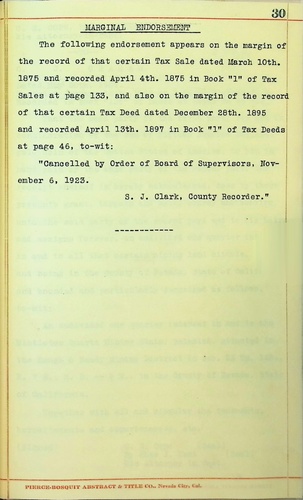 30
MARGINAL ENDORSEMENT
The following endorsement appears on the margin of
the record of that certain Tax Sale dated March 10th.
1875 and recorded April 4th. 1875 in Book "1" of Tax
Sales at page 133, and also on the margin of the record
of that certain Tax Deed dated December 28th. 1895
and recorded April 13th. 1897 in Book "1" of Tax Deeds
at page 46, to-wit:
"Cancelled by Order of Board of Supervisors, Nov-
ember 6, 1923.
S. J. Clark, County Recorder."
------------
PIERCE-BOSQUIT ABSTRACT & TITLE CO., Nevada City, Cal.